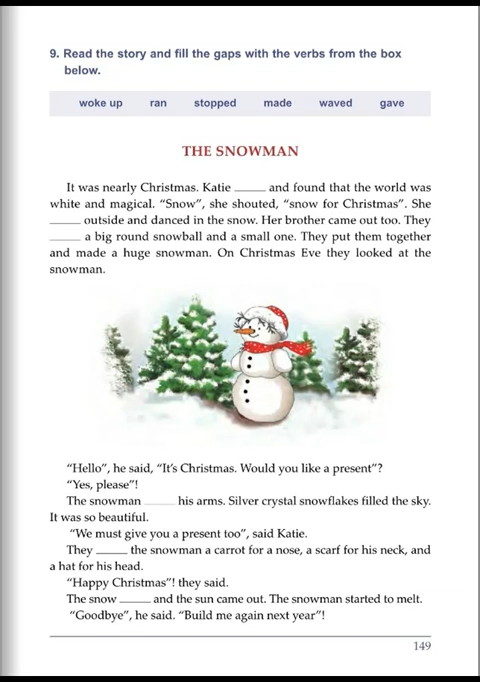 9. Read the story and fill the gaps with the verbs from the box
below.
woke up ran stopped made waved gave
THE SNOWMAN
It was nearly Christmas. Katie ______ and found that the world was
white and magical. “Snow”, she shouted, “snow for Christmas”. She
______ outside and danced in the snow. Her brother came out too. They
______ a big round snowball and a small one. They put them together
and made a huge snowman. On Christmas Eve they looked at the
snowman.
“Hello”, he said, “It’s Christmas. Would you like a present”?
“Yes, please”!
The snowman ______ his arms. Silver crystal snowflakes filled the sky.
It was so beautiful.
“We must give you a present too”, said Katie.
They ______ the snowman a carrot for a nose, a scarf for his neck, and
a hat for his head.
“Happy Christmas”! they said.
The snow ______ and the sun came out. The snowman started to melt.
“Goodbye”, he said. “Build me again next year”!
149